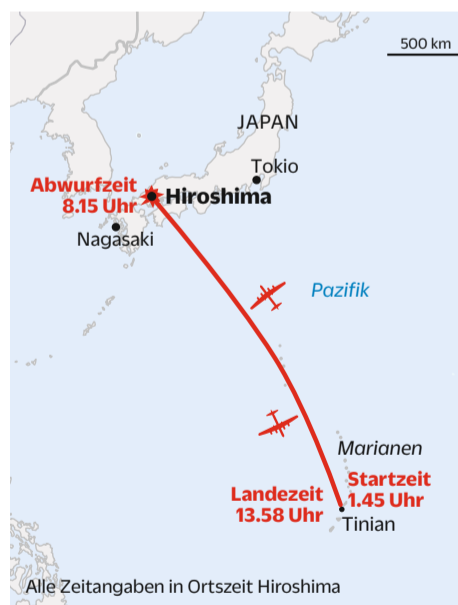 500 km
JAPAN
Tokio
Abwurfzeit
8.15 Uhr
Hiroshima
Nagasaki
Pazifik
Marianen
Startzeit
1.45 Uhr
Landezeit
13.58 Uhr
Tinian
Alle Zeitangaben in Ortszeit Hiroshima